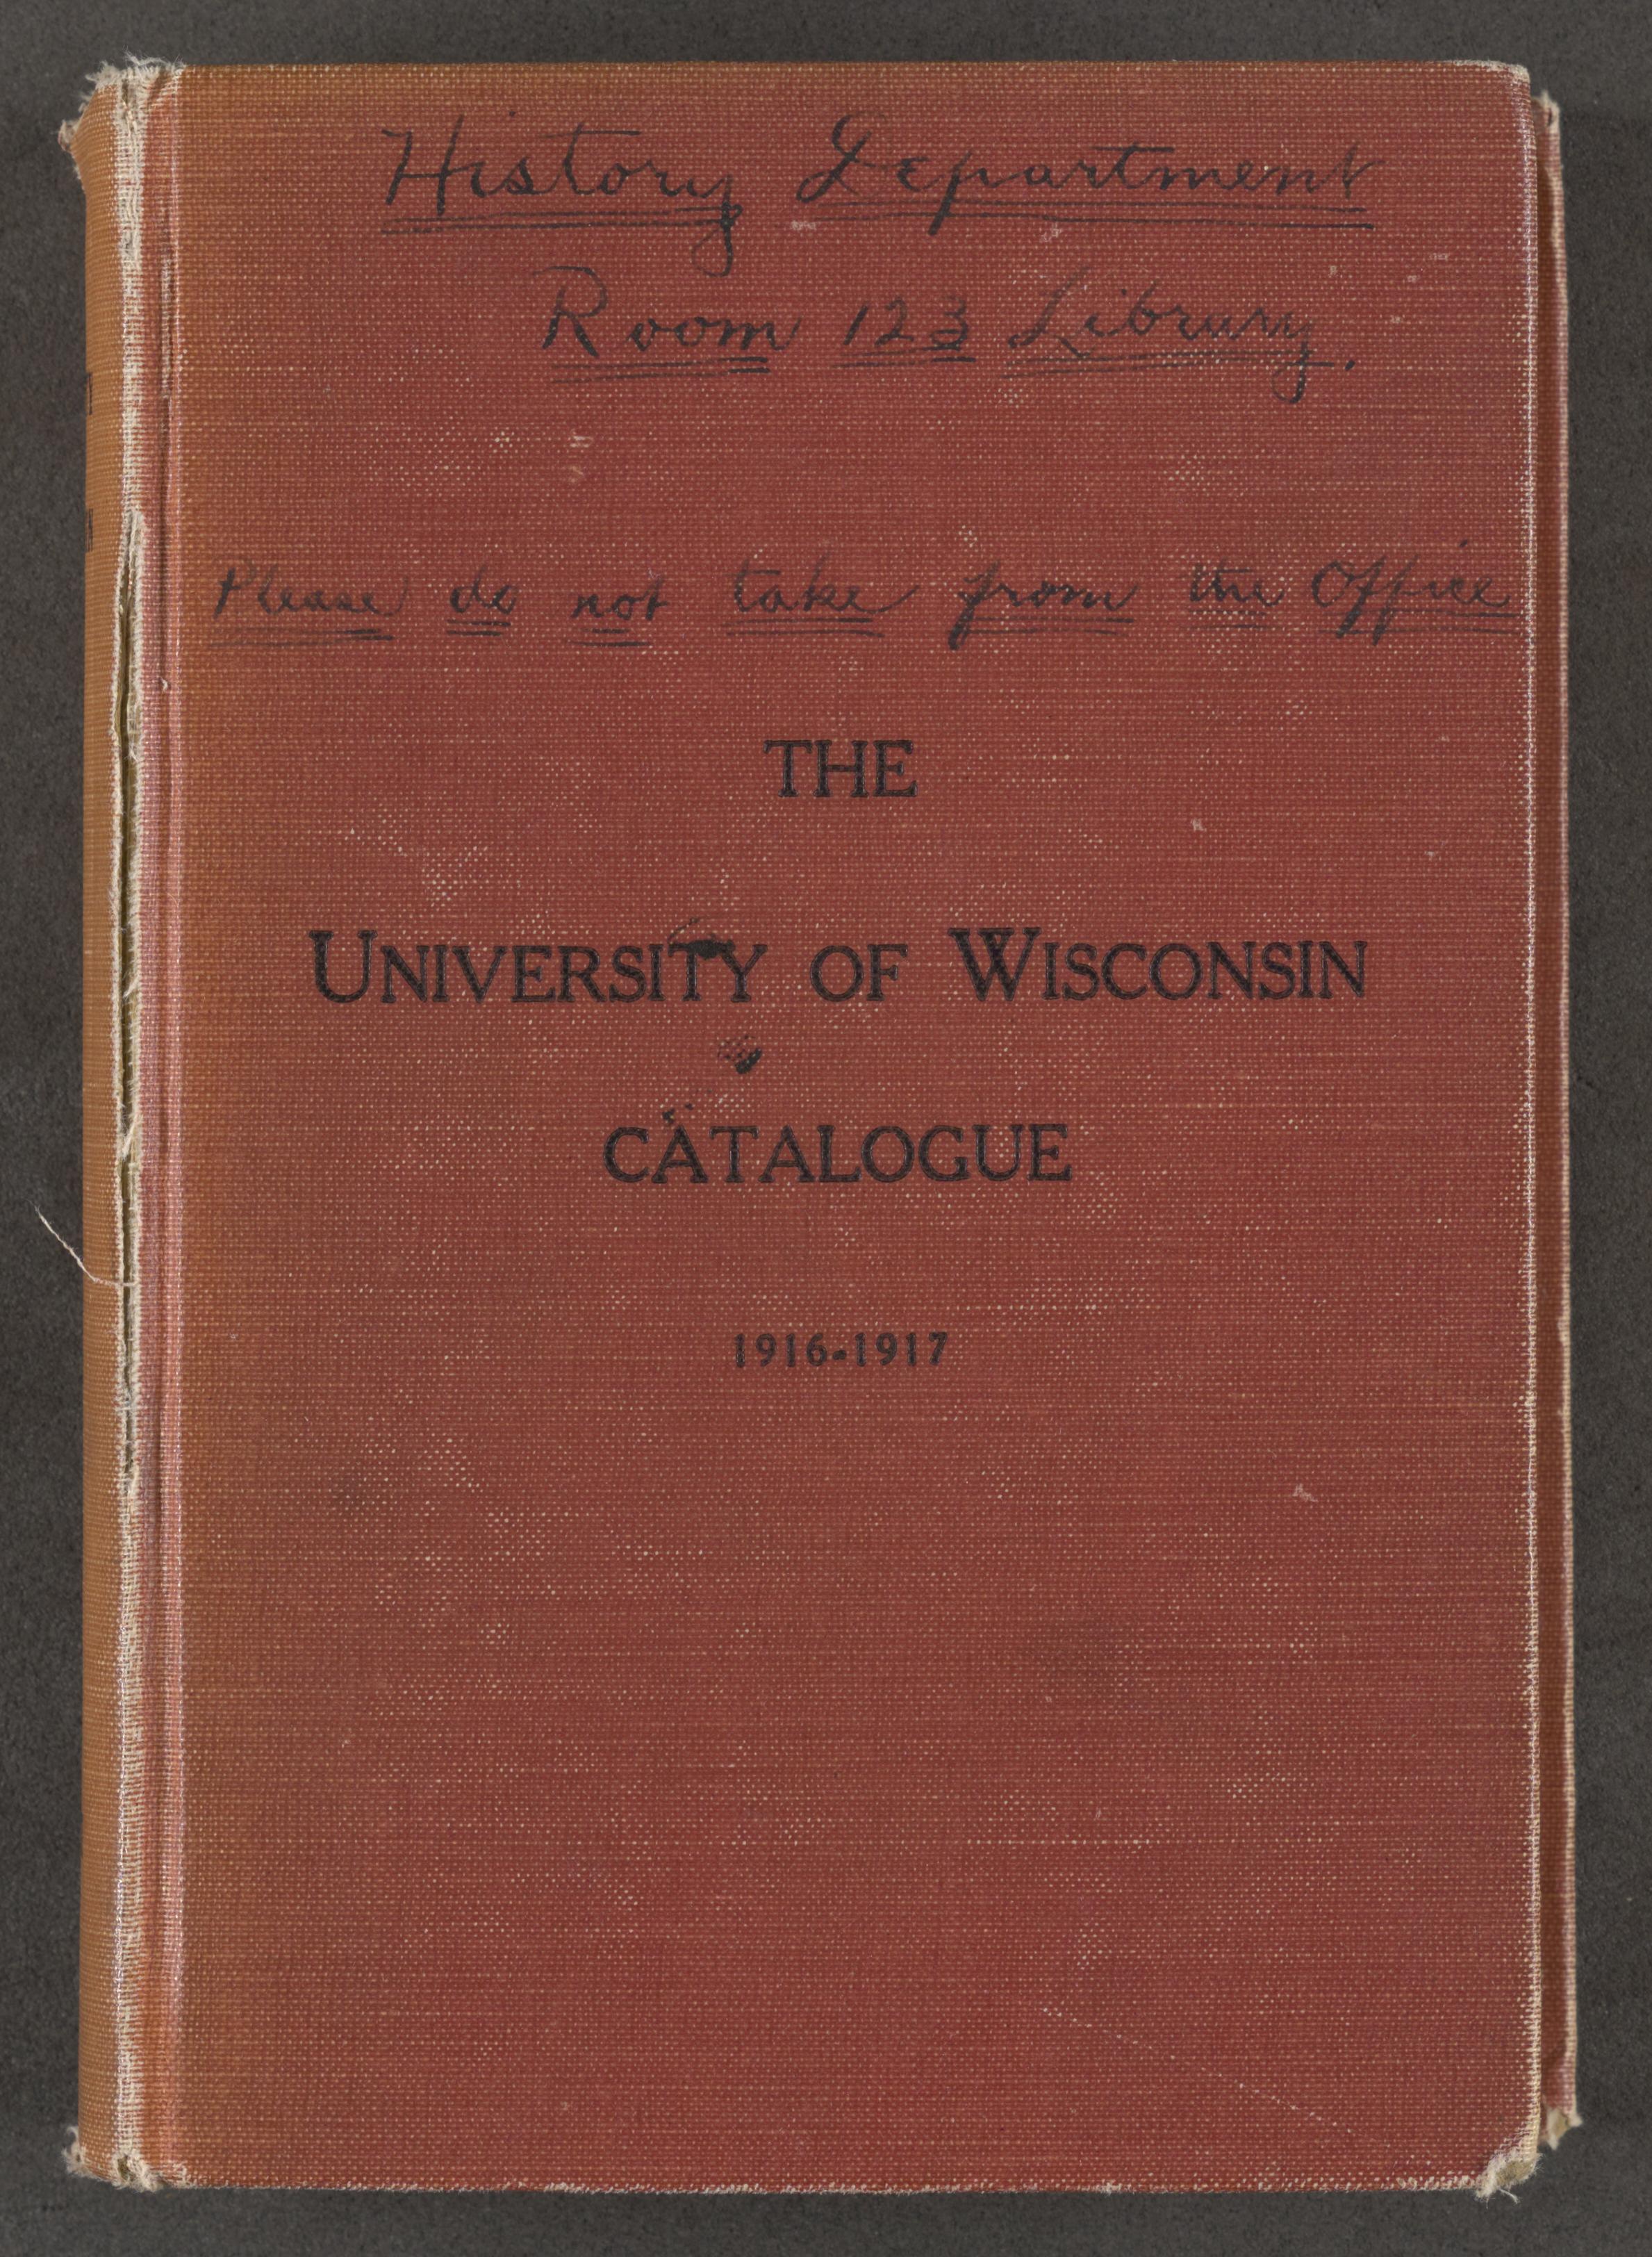 History Department
Room 123 Library.
Please do not take from the Office
THE
UNIVERSITY OF WISCONSIN
CATALOGUE
1916-1917